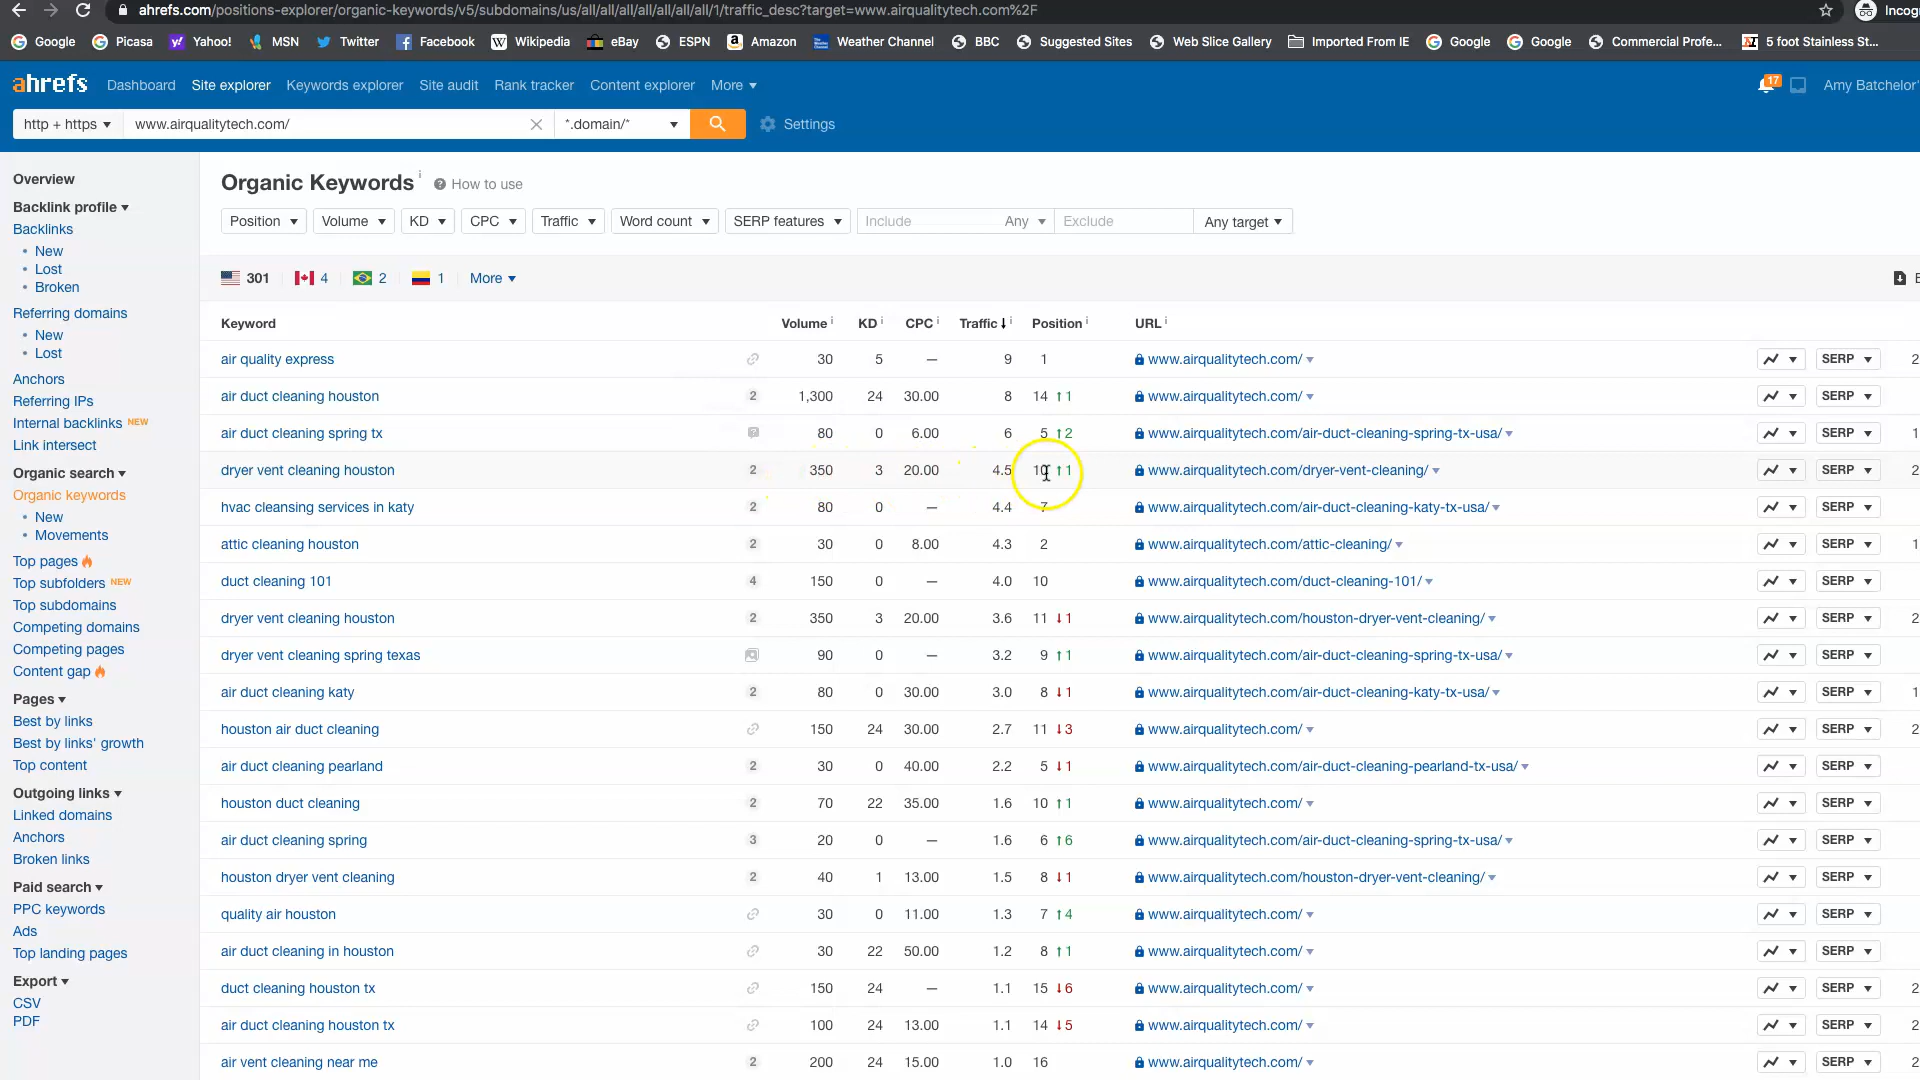 ahrefs.com/positions-explorer/organic-keywords/v5/subdomains/us/all/all/all/all/all/all/all/1/traffic_desc?target=www.airqualitytech.com%2F
Google Picasa Yahoo! MSN Twitter Facebook Wikipedia eBay ESPN Amazon Weather Channel BBC Suggested Sites Web Slice Gallery Imported From IE Google Google Commercial Profe... 5 foot Stainless St...
ahrefs Dashboard Site explorer Keywords explorer Site audit Rank tracker Content explorer More 17 Amy Batchelor'
http + https www.airqualitytech.com/ *.domain/* Settings
Overview
Backlink profile
Backlinks
New
Lost
Broken
Referring domains
New
Lost
Anchors
Referring IPs
Internal backlinks NEW
Link intersect
Organic search
Organic keywords
New
Movements
Top pages
Top subfolders NEW
Top subdomains
Competing domains
Competing pages
Content gap
Pages
Best by links
Best by links' growth
Top content
Outgoing links
Linked domains
Anchors
Broken links
Paid search
PPC keywords
Ads
Top landing pages
Export
CSV
PDF
Organic Keywords i How to use
Position Volume KD CPC Traffic Word count SERP features Include Any Exclude Any target
301 4 2 1 More
Keyword Volume i KD i CPC i Traffic i Position i URL i
air quality express 30 5 — 9 1 www.airqualitytech.com/ SERP 2
air duct cleaning houston 2 1,300 24 30.00 8 14 ↑1 www.airqualitytech.com/ SERP
air duct cleaning spring tx 80 0 6.00 6 5 ↑2 www.airqualitytech.com/air-duct-cleaning-spring-tx-usa/ SERP 1
dryer vent cleaning houston 2 350 3 20.00 4.5 10 ↑1 www.airqualitytech.com/dryer-vent-cleaning/ SERP 2
hvac cleansing services in katy 2 80 0 — 4.4 7 www.airqualitytech.com/air-duct-cleaning-katy-tx-usa/ SERP
attic cleaning houston 2 30 0 8.00 4.3 2 www.airqualitytech.com/attic-cleaning/ SERP 1
duct cleaning 101 4 150 0 — 4.0 10 www.airqualitytech.com/duct-cleaning-101/ SERP
dryer vent cleaning houston 2 350 3 20.00 3.6 11 ↓1 www.airqualitytech.com/houston-dryer-vent-cleaning/ SERP 2
dryer vent cleaning spring texas 90 0 — 3.2 9 ↑1 www.airqualitytech.com/air-duct-cleaning-spring-tx-usa/ SERP
air duct cleaning katy 2 80 0 30.00 3.0 8 ↓1 www.airqualitytech.com/air-duct-cleaning-katy-tx-usa/ SERP 1
houston air duct cleaning 150 24 30.00 2.7 11 ↓3 www.airqualitytech.com/ SERP 2
air duct cleaning pearland 2 30 0 40.00 2.2 5 ↓1 www.airqualitytech.com/air-duct-cleaning-pearland-tx-usa/ SERP
houston duct cleaning 2 70 22 35.00 1.6 10 ↑1 www.airqualitytech.com/ SERP
air duct cleaning spring 3 20 0 — 1.6 6 ↑6 www.airqualitytech.com/air-duct-cleaning-spring-tx-usa/ SERP
houston dryer vent cleaning 2 40 1 13.00 1.5 8 ↓1 www.airqualitytech.com/houston-dryer-vent-cleaning/ SERP 2
quality air houston 30 0 11.00 1.3 7 ↑4 www.airqualitytech.com/ SERP
air duct cleaning in houston 30 22 50.00 1.2 8 ↑1 www.airqualitytech.com/ SERP
duct cleaning houston tx 150 24 — 1.1 15 ↓6 www.airqualitytech.com/ SERP 2
air duct cleaning houston tx 100 24 13.00 1.1 14 ↓5 www.airqualitytech.com/ SERP 2
air vent cleaning near me 2 200 24 15.00 1.0 16 www.airqualitytech.com/ SERP 2